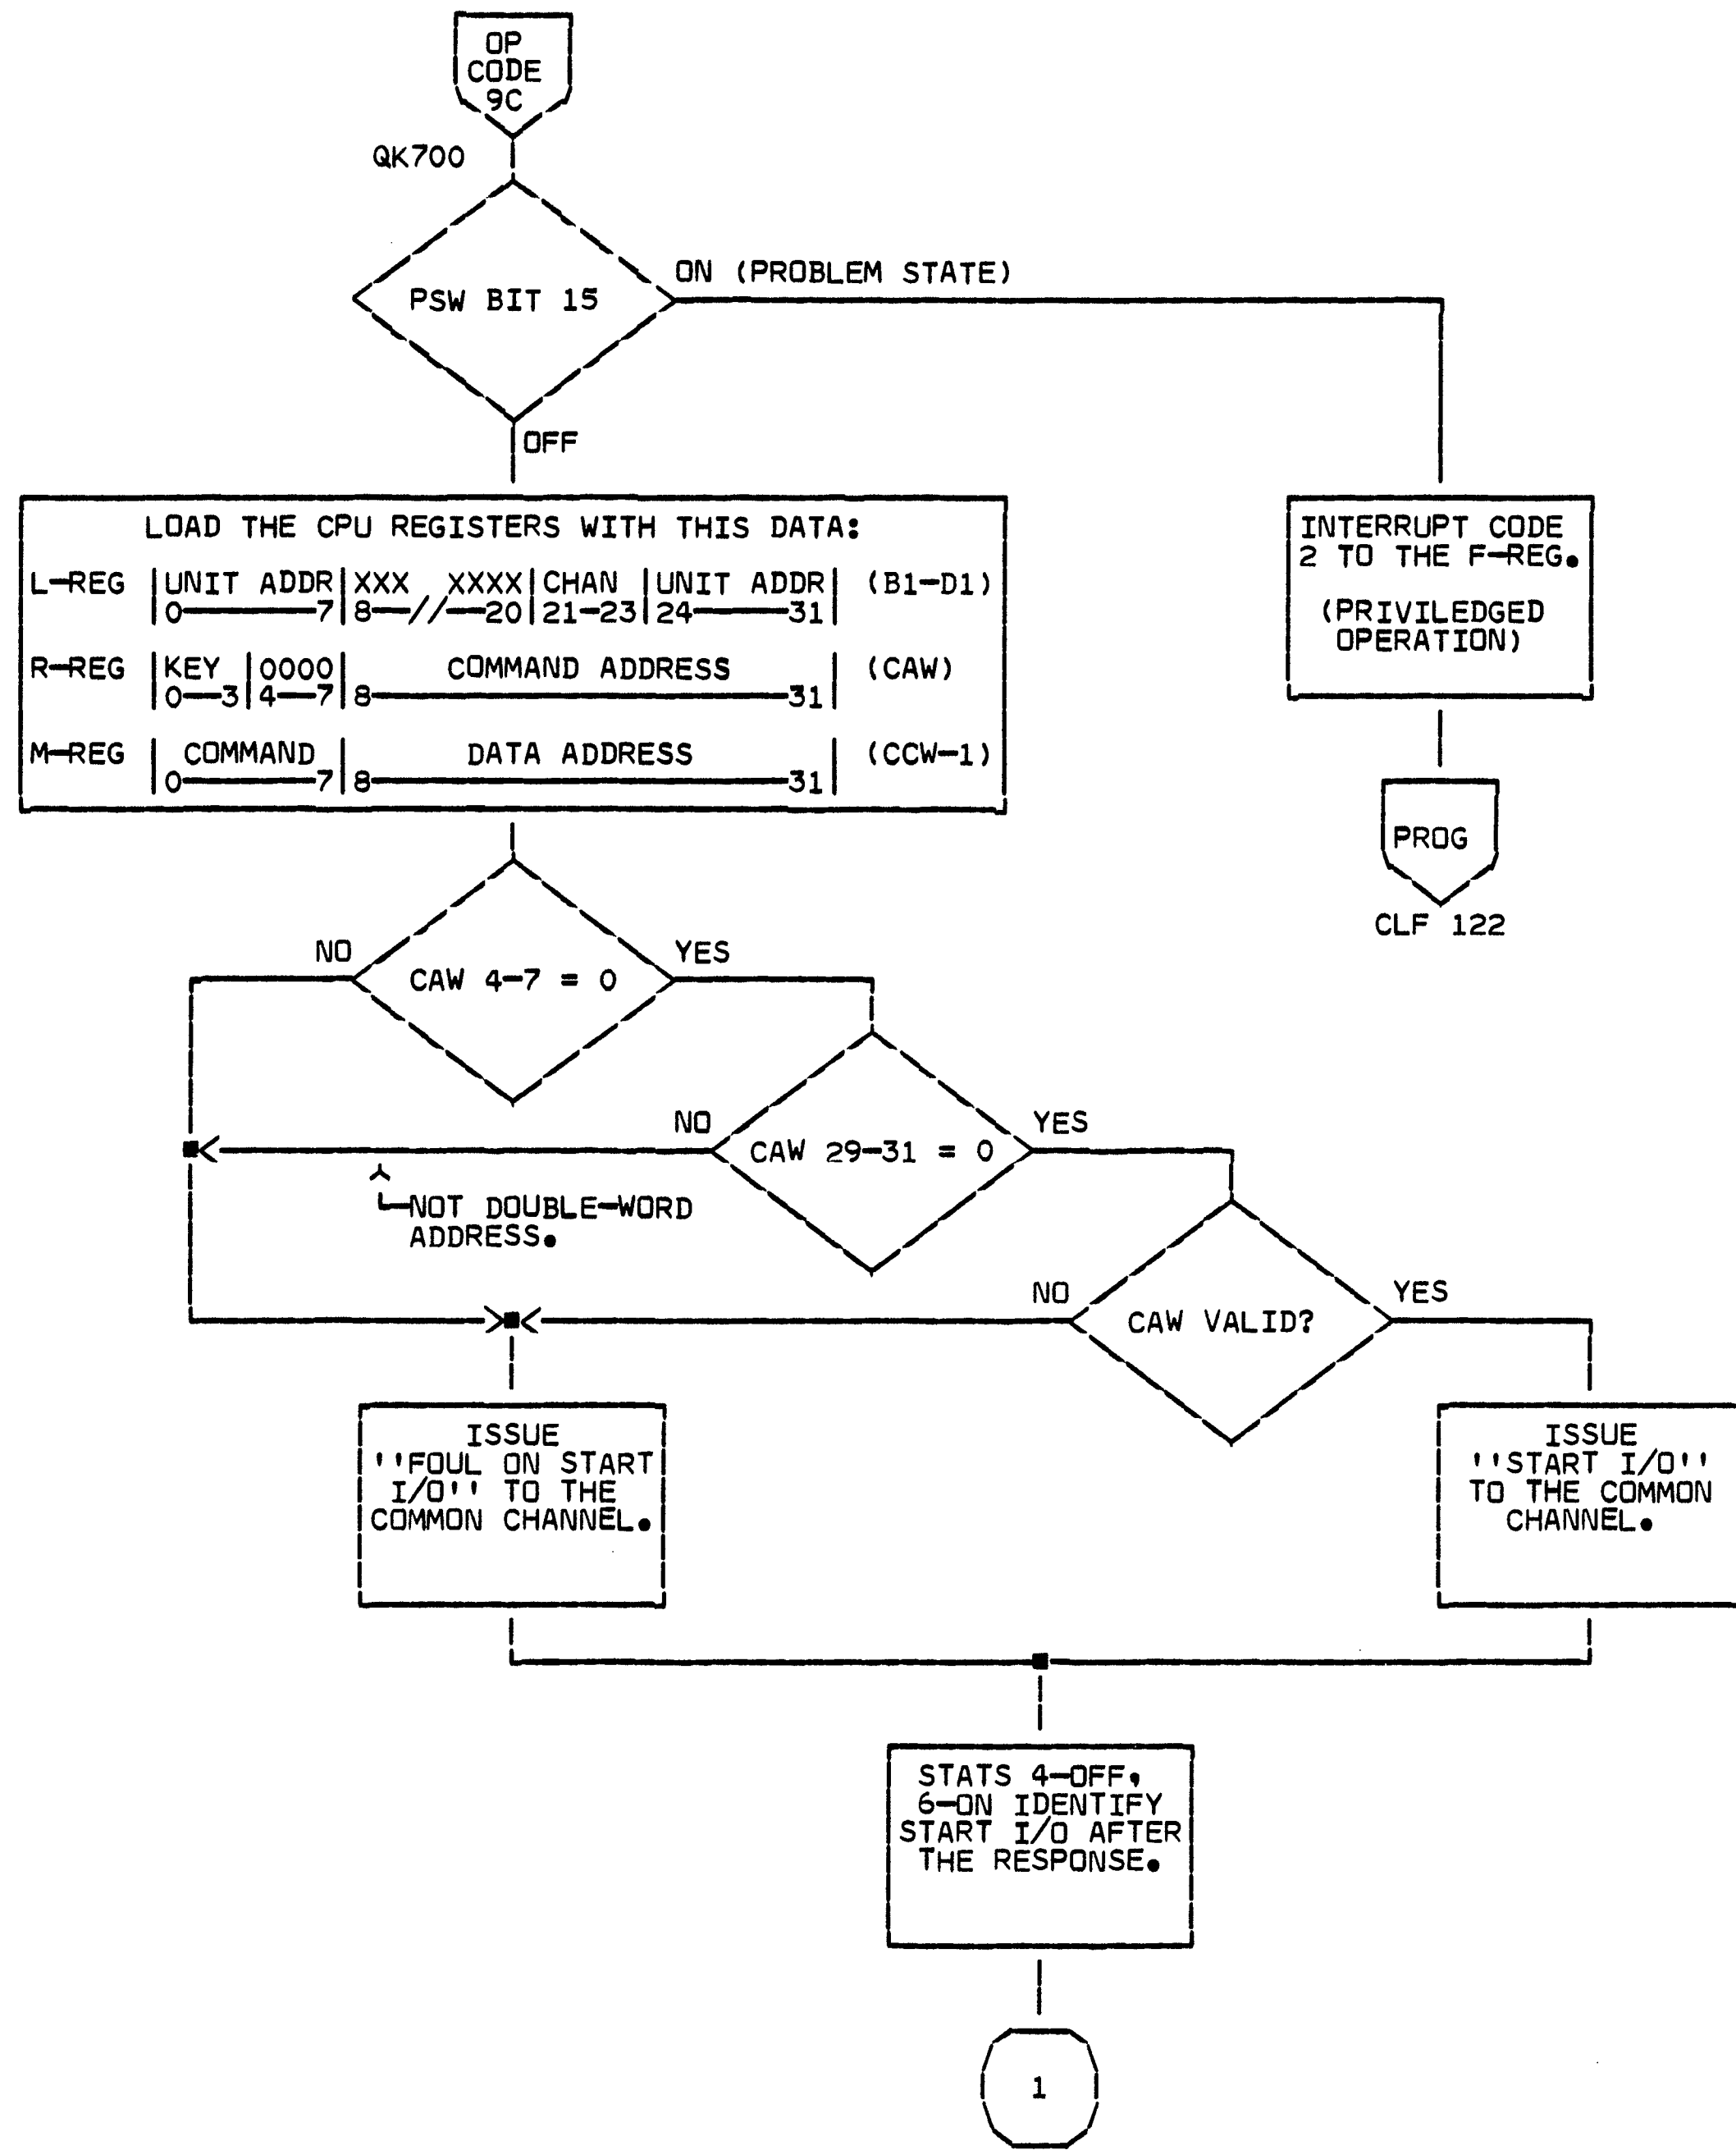 OP
CODE
9C
QK700
ON (PROBLEM STATE)
PSW BIT 15
OFF
LOAD THE CPU REGISTERS WITH THIS DATA:
L-REG |UNIT ADDR|XXX XXXX|CHAN |UNIT ADDR| (B1-D1)
0———7|8—//—20|21-23|24———31|
R-REG |KEY |0000| COMMAND ADDRESS (CAW)
0—3|4—7|8———31|
M-REG | COMMAND | DATA ADDRESS (CCW-1)
0———7|8———31|
INTERRUPT CODE
2 TO THE F-REG.
(PRIVILEDGED
OPERATION)
PROG
CLF 122
NO
YES
CAW 4-7 = 0
NO
YES
CAW 29-31 = 0
NOT DOUBLE-WORD
ADDRESS.
NO
YES
CAW VALID?
ISSUE
''FOUL ON START
I/O'' TO THE
COMMON CHANNEL.
ISSUE
''START I/O''
TO THE COMMON
CHANNEL.
STATS 4-OFF,
6-ON IDENTIFY
START I/O AFTER
THE RESPONSE.
1